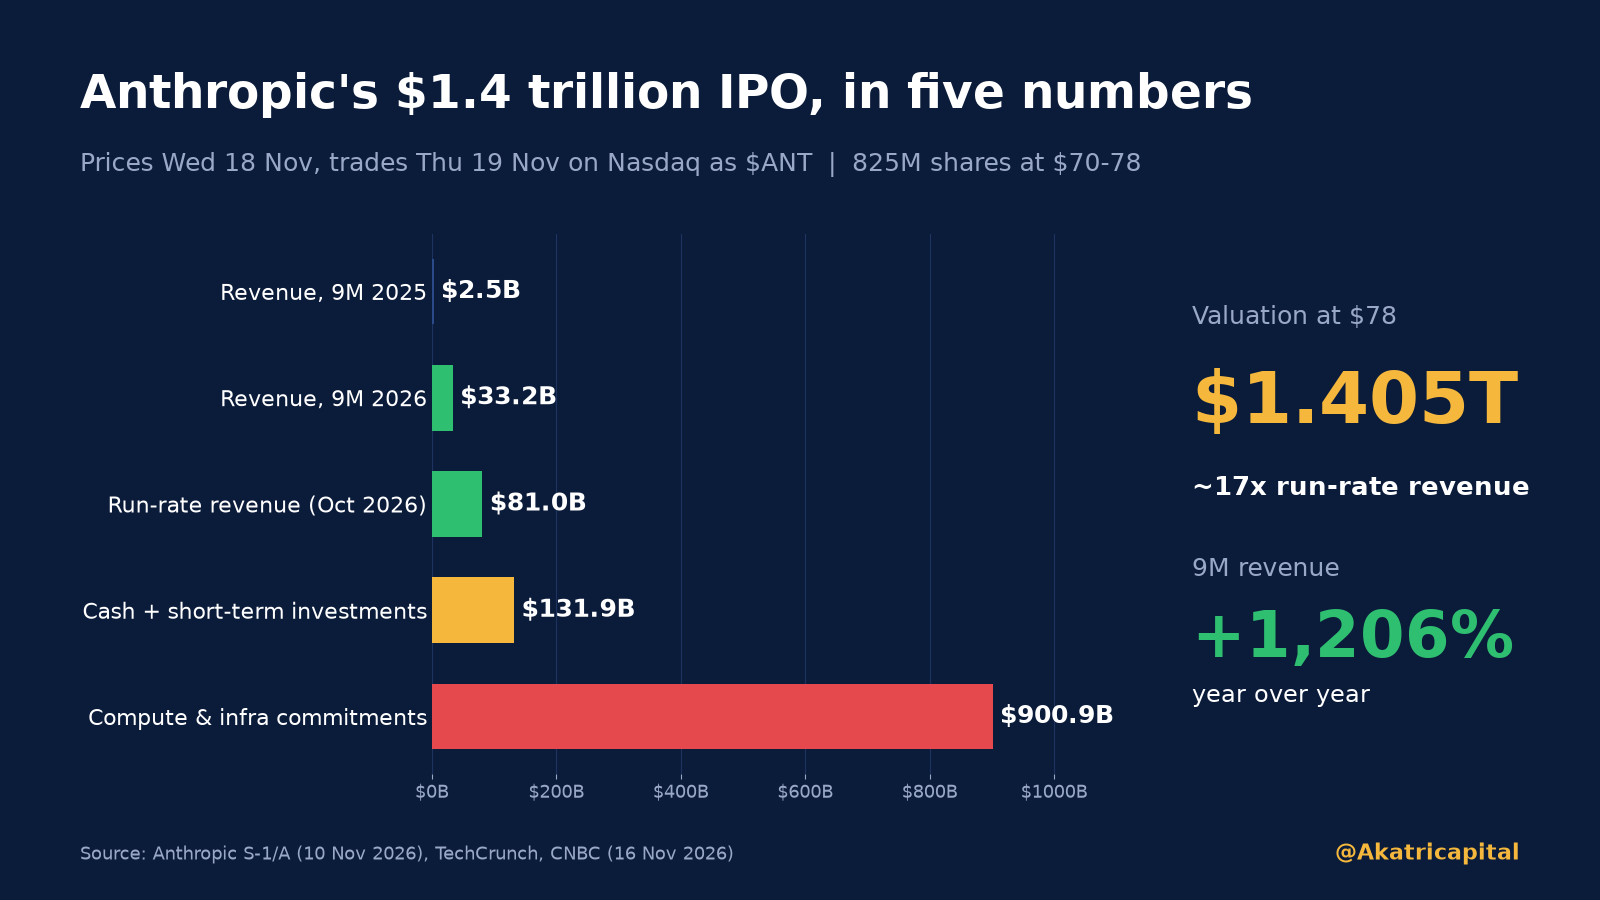 Anthropic's $1.4 trillion IPO, in five numbers
Prices Wed 18 Nov, trades Thu 19 Nov on Nasdaq as $ANT | 825M shares at $70-78
Revenue, 9M 2025 $2.5B
Revenue, 9M 2026 $33.2B
Run-rate revenue (Oct 2026) $81.0B
Cash + short-term investments $131.9B
Compute & infra commitments $900.9B
$0B $200B $400B $600B $800B $1000B
Valuation at $78
$1.405T
~17x run-rate revenue
9M revenue
+1,206%
year over year
Source: Anthropic S-1/A (10 Nov 2026), TechCrunch, CNBC (16 Nov 2026)
@Akatricapital